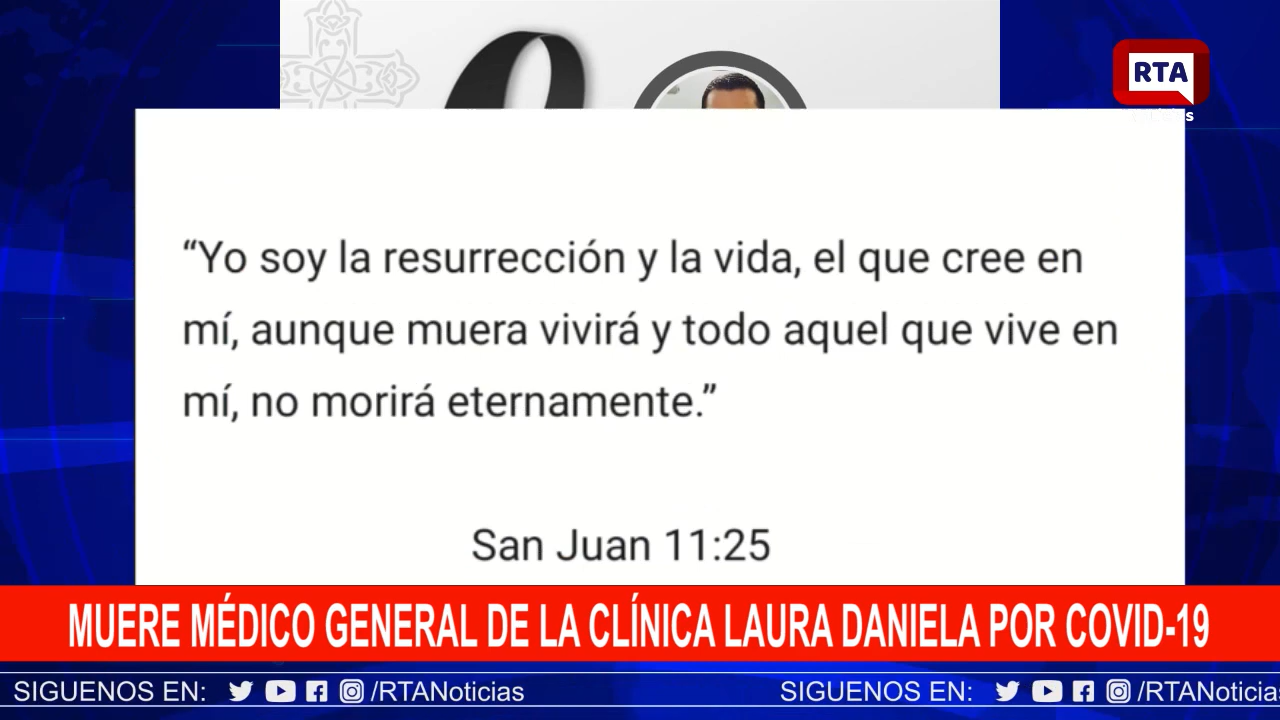 RTA
“Yo soy la resurrección y la vida, el que cree en
mí, aunque muera vivirá y todo aquel que vive en
mí, no morirá eternamente.”
San Juan 11:25
MUERE MÉDICO GENERAL DE LA CLÍNICA LAURA DANIELA POR COVID-19
SIGUENOS EN: /RTANoticias SIGUENOS EN: /RTANoticias